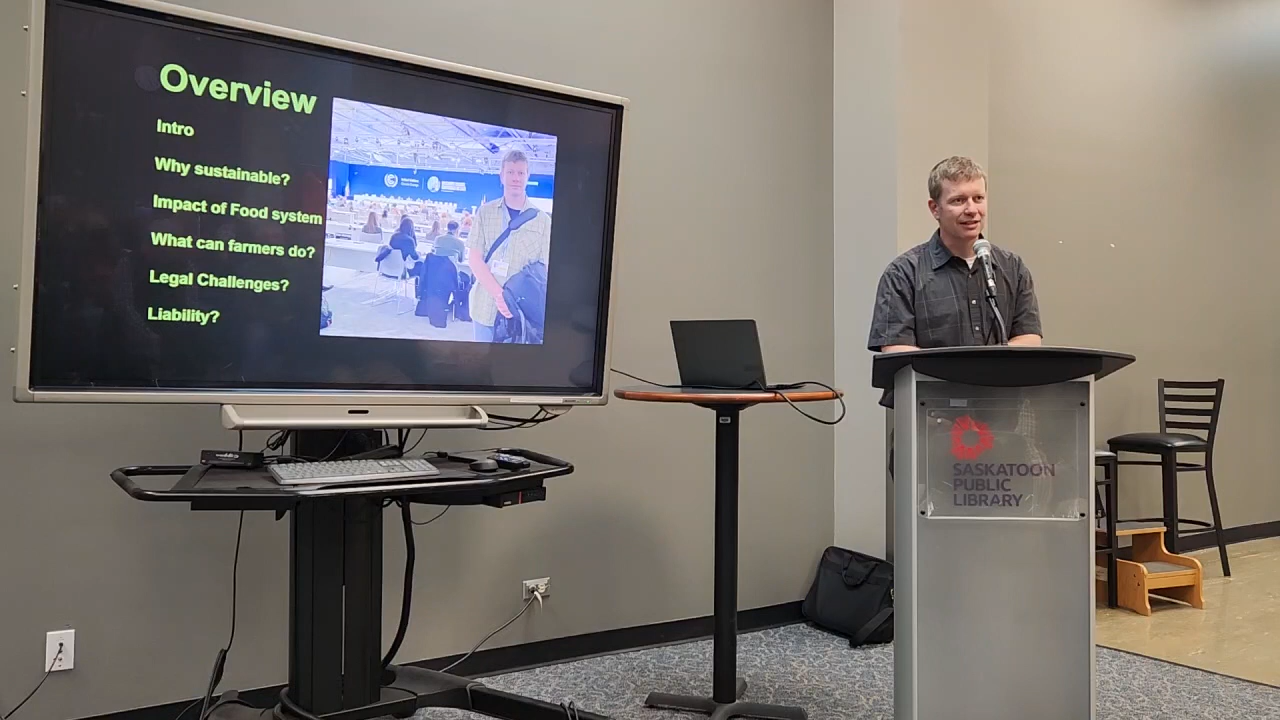 Overview
Intro
Why sustainable?
Impact of Food system
What can farmers do?
Legal Challenges?
Liability?
SASKATOON
PUBLIC
LIBRARY